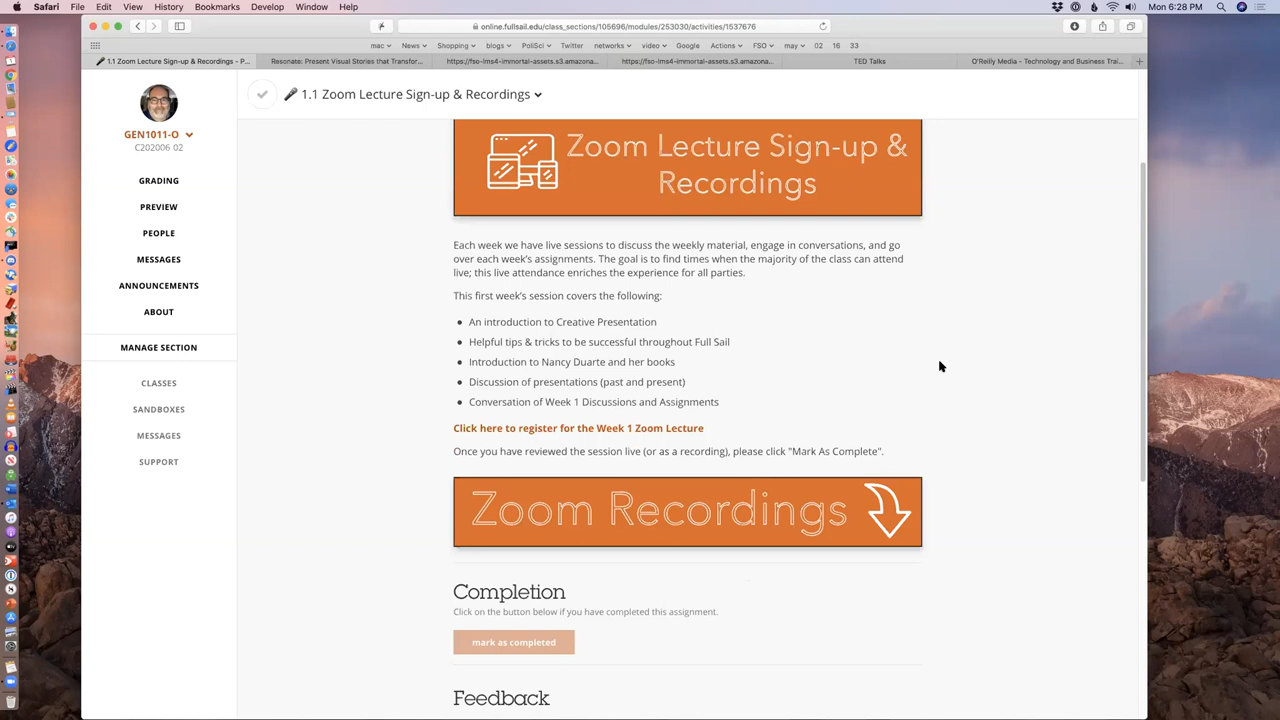 Safari File Edit View History Bookmarks Develop Window Help Mon 6:28 PM
online.fullsail.edu/class_sections/105696/modules/253030/activities/1537676
mac News Shopping blogs PoliSci Twitter networks video Google Actions FSO may 02 16 33
1.1 Zoom Lecture Sign-up & Recordings - P... Resonate: Present Visual Stories that Transfor... https://fso-lms4-immortal-assets.s3.amazona... https://fso-lms4-immortal-assets.s3.amazona... TED Talks O'Reilly Media - Technology and Business Trai...
1.1 Zoom Lecture Sign-up & Recordings
GEN1011-O
C202006 02
GRADING
PREVIEW
PEOPLE
MESSAGES
ANNOUNCEMENTS
ABOUT
MANAGE SECTION
CLASSES
SANDBOXES
MESSAGES
SUPPORT
Zoom Lecture Sign-up &
Recordings
Each week we have live sessions to discuss the weekly material, engage in conversations, and go
over each week's assignments. The goal is to find times when the majority of the class can attend
live; this live attendance enriches the experience for all parties.
This first week's session covers the following:
• An introduction to Creative Presentation
• Helpful tips & tricks to be successful throughout Full Sail
• Introduction to Nancy Duarte and her books
• Discussion of presentations (past and present)
• Conversation of Week 1 Discussions and Assignments
Click here to register for the Week 1 Zoom Lecture
Once you have reviewed the session live (or as a recording), please click "Mark As Complete".
Zoom Recordings
Completion
Click on the button below if you have completed this assignment.
mark as completed
Feedback